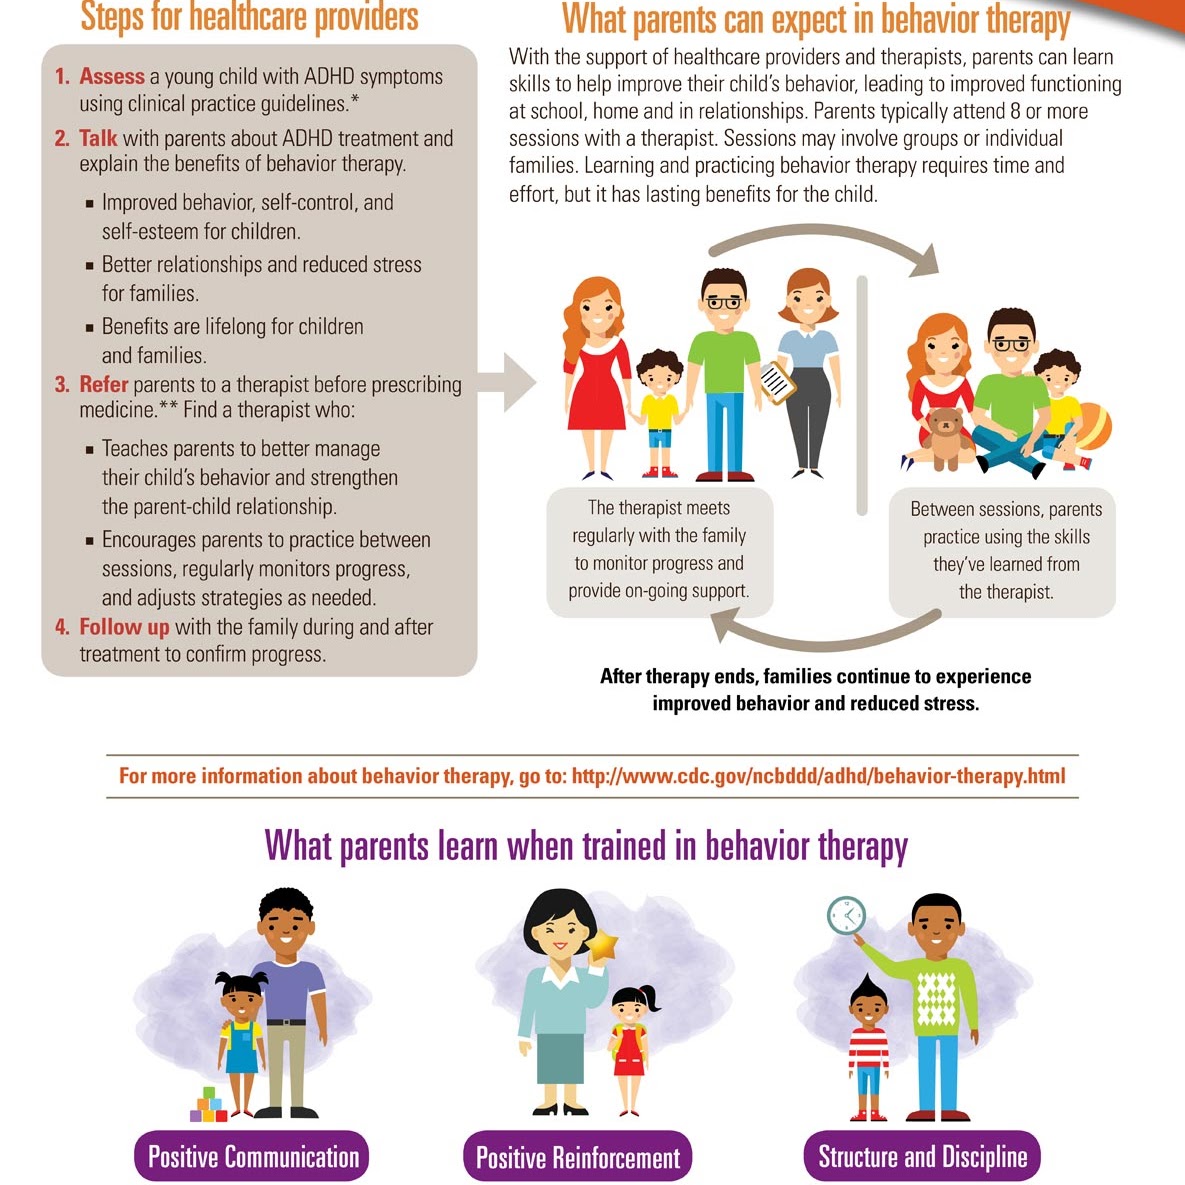 Steps for healthcare providers
1. Assess a young child with ADHD symptoms
using clinical practice guidelines.*
2. Talk with parents about ADHD treatment and
explain the benefits of behavior therapy.
▪ Improved behavior, self-control, and
self-esteem for children.
▪ Better relationships and reduced stress
for families.
▪ Benefits are lifelong for children
and families.
3. Refer parents to a therapist before prescribing
medicine.** Find a therapist who:
▪ Teaches parents to better manage
their child's behavior and strengthen
the parent-child relationship.
▪ Encourages parents to practice between
sessions, regularly monitors progress,
and adjusts strategies as needed.
4. Follow up with the family during and after
treatment to confirm progress.
What parents can expect in behavior therapy
With the support of healthcare providers and therapists, parents can learn
skills to help improve their child's behavior, leading to improved functioning
at school, home and in relationships. Parents typically attend 8 or more
sessions with a therapist. Sessions may involve groups or individual
families. Learning and practicing behavior therapy requires time and
effort, but it has lasting benefits for the child.
The therapist meets
regularly with the family
to monitor progress and
provide on-going support.
Between sessions, parents
practice using the skills
they've learned from
the therapist.
After therapy ends, families continue to experience
improved behavior and reduced stress.
For more information about behavior therapy, go to: http://www.cdc.gov/ncbddd/adhd/behavior-therapy.html
What parents learn when trained in behavior therapy
Positive Communication
Positive Reinforcement
Structure and Discipline